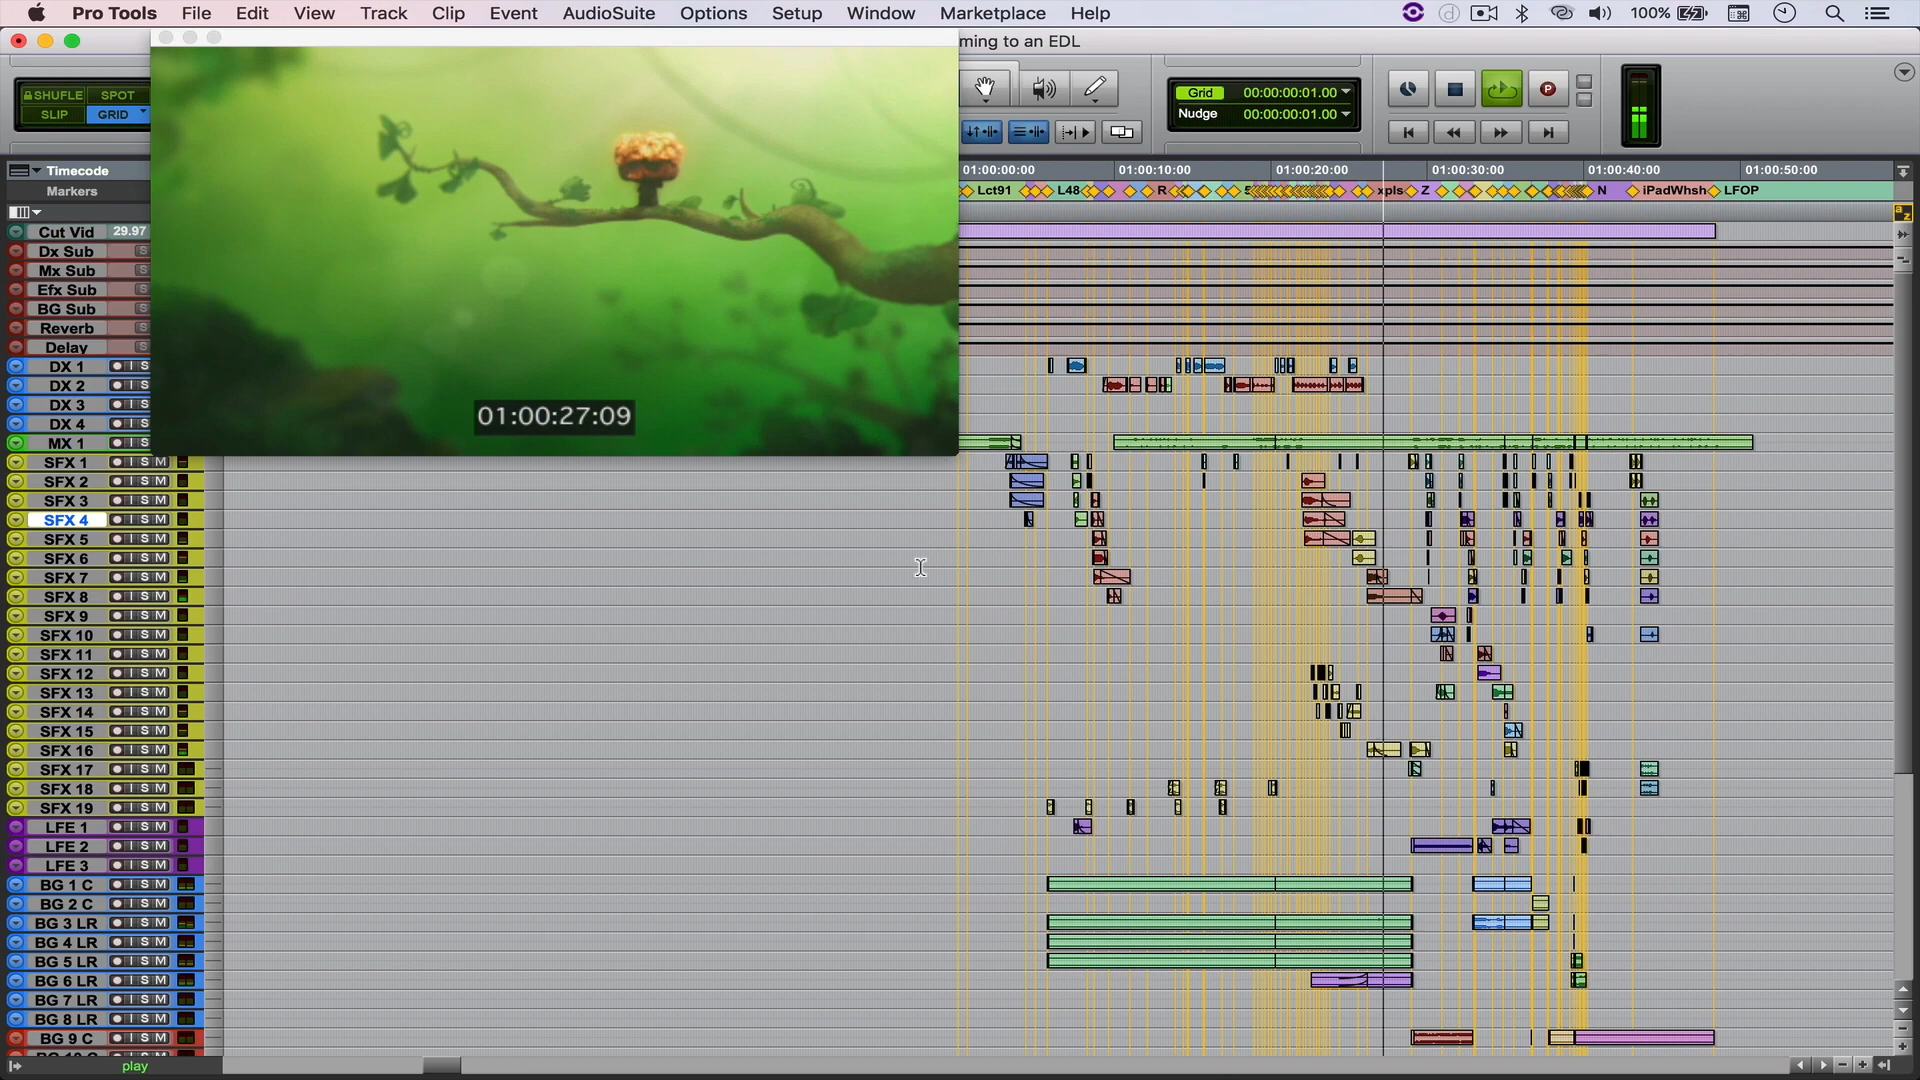 Pro Tools File Edit View Track Clip Event AudioSuite Options Setup Window Marketplace Help 100%
ming to an EDL
SHUFLE SPOT
SLIP GRID
Grid 00:00:00:01.00
Nudge 00:00:00:01.00
P
Timecode 01:00:00:00 01:00:10:00 01:00:20:00 01:00:30:00 01:00:40:00 01:00:50:00
Markers Lct91 L48 R xpls Z N iPadWhsh LFOP
a z
Cut Vid 29.97
Dx Sub S
Mx Sub S
Efx Sub S
BG Sub S
Reverb S
Delay S
DX 1 I S
DX 2 I S
DX 3 I S
DX 4 I S
MX 1 I S
01:00:27:09
SFX 1 I S M
SFX 2 I S M
SFX 3 I S M
SFX 4 I S M
SFX 5 I S M
SFX 6 I S M
SFX 7 I S M
SFX 8 I S M
SFX 9 I S M
SFX 10 I S M
SFX 11 I S M
SFX 12 I S M
SFX 13 I S M
SFX 14 I S M
SFX 15 I S M
SFX 16 I S M
SFX 17 I S M
SFX 18 I S M
SFX 19 I S M
LFE 1 I S M
LFE 2 I S M
LFE 3 I S M
BG 1 C I S M
BG 2 C I S M
BG 3 LR I S M
BG 4 LR I S M
BG 5 LR I S M
BG 6 LR I S M
BG 7 LR I S M
BG 8 LR I S M
BG 9 C I S M
play